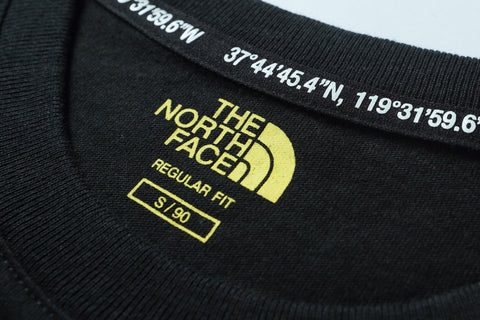 31'59.6"W
37°44'45.4"N, 119°31'59.6"
THE
NORTH
FACE
REGULAR FIT
S/90